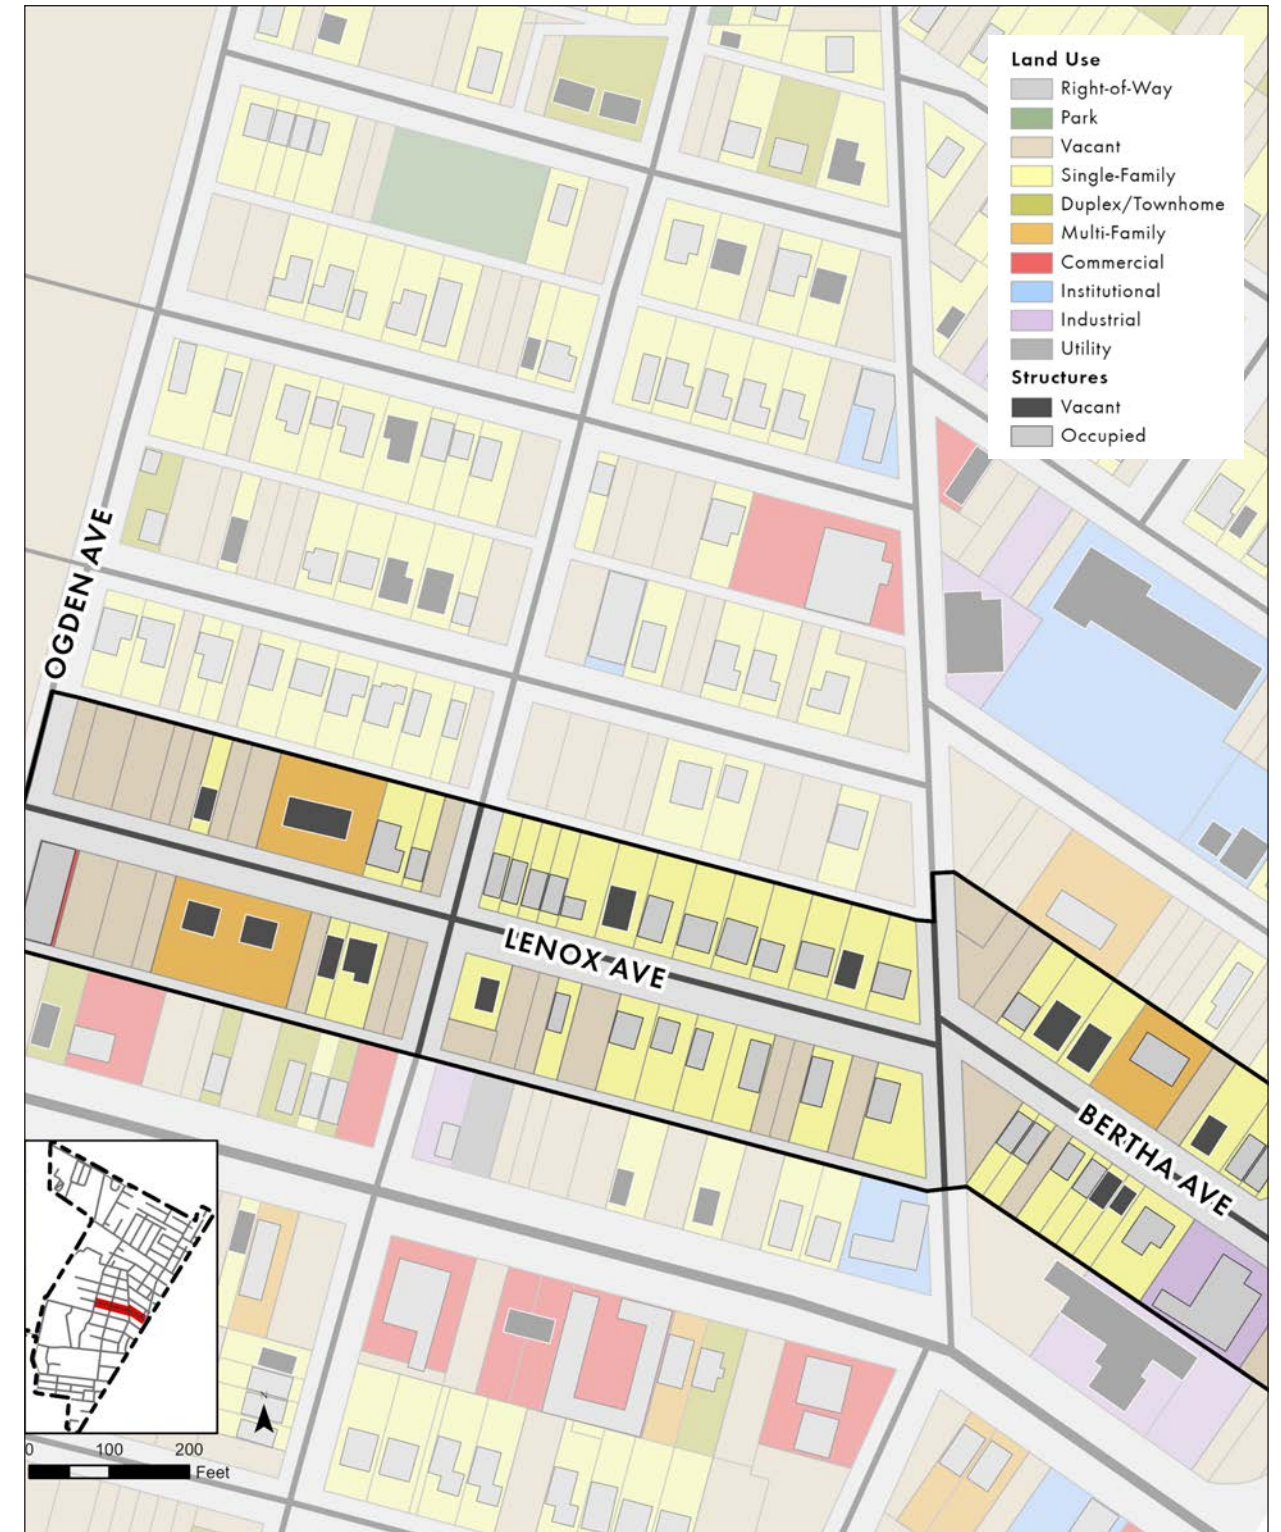 Land Use
Right-of-Way
Park
Vacant
Single-Family
Duplex/Townhome
Multi-Family
Commercial
Institutional
Industrial
Utility
Structures
Vacant
Occupied
OGDEN AVE
LENOX AVE
BERTHA AVE
N
0 100 200
Feet